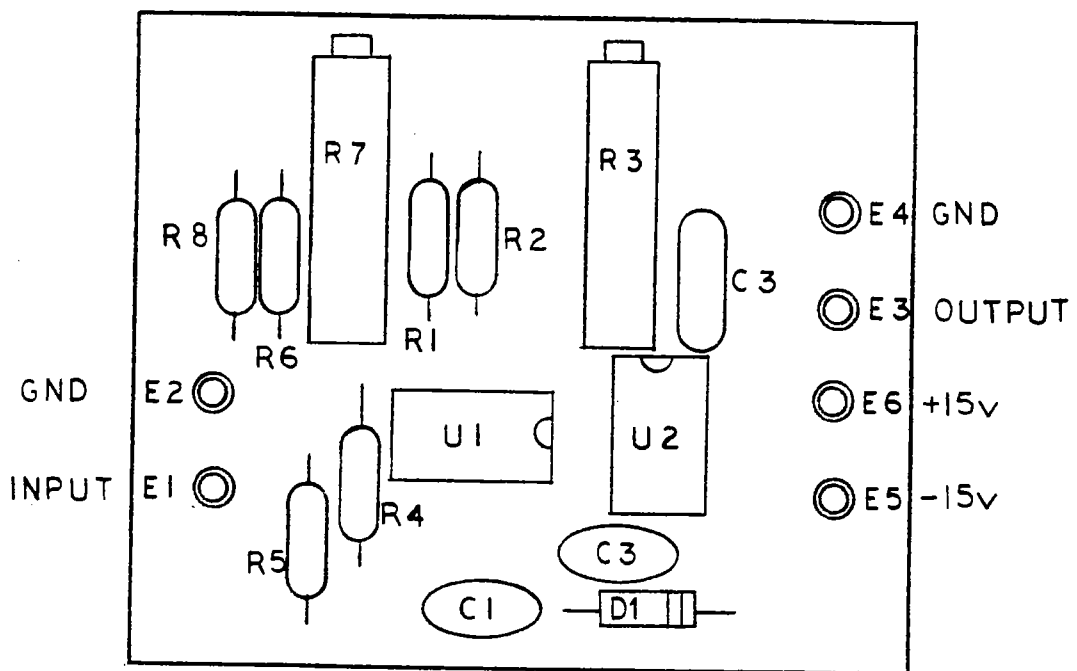 R7
R3
R8
R2
E4 GND
C3
E3 OUTPUT
R1
R6
GND E2
E6 +15v
U1
U2
INPUT E1
E5 -15v
R4
R5
C3
C1
D1